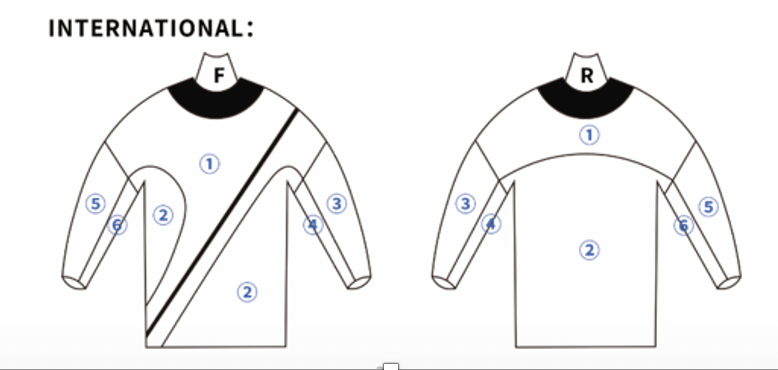 INTERNATIONAL:
F R
① ①
⑤ ② ③ ③ ⑤
⑥ ④ ④ ⑥
② ②